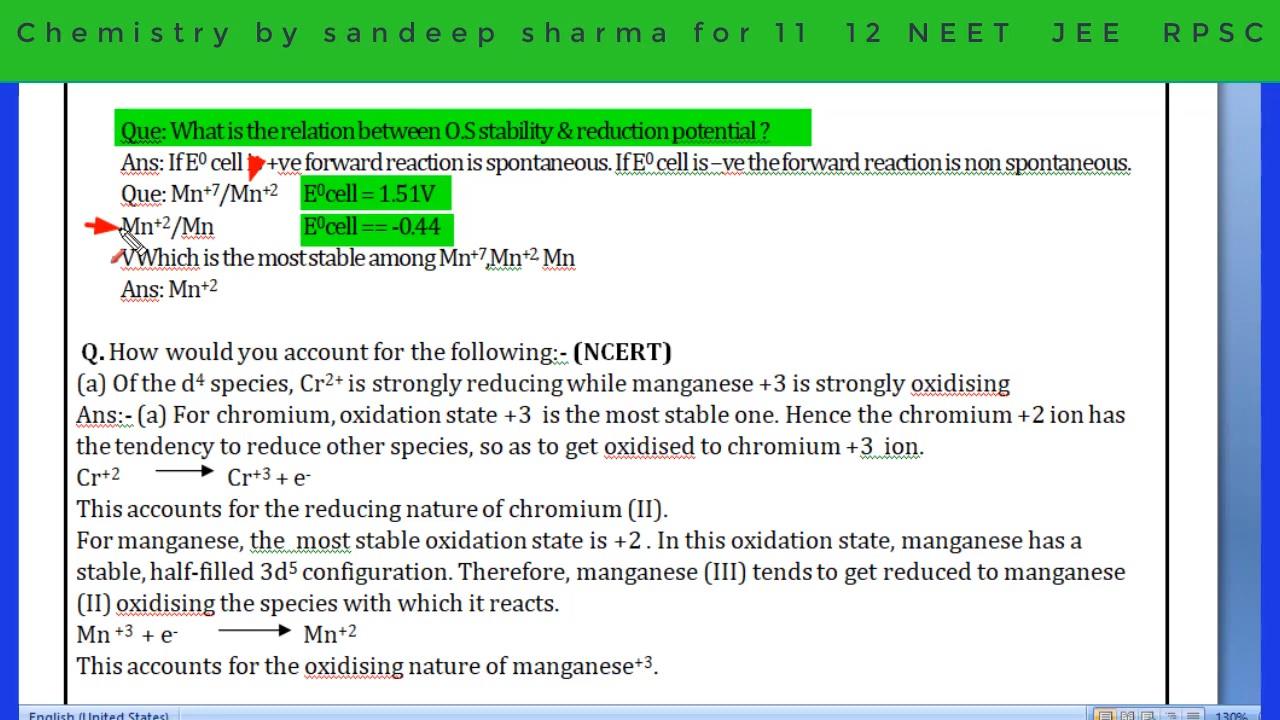 Chemistry by sandeep sharma for 11 12 NEET JEE RPSC
Que: What is the relation between O.S stability & reduction potential ?
Ans: If E⁰ cell +ve forward reaction is spontaneous. If E⁰ cell is –ve the forward reaction is non spontaneous.
Que: Mn⁺⁷/Mn⁺² E⁰cell = 1.51V
Mn⁺²/Mn E⁰cell == -0.44
VWhich is the most stable among Mn⁺⁷,Mn⁺² Mn
Ans: Mn⁺²
Q. How would you account for the following:- (NCERT)
(a) Of the d⁴ species, Cr²⁺ is strongly reducing while manganese +3 is strongly oxidising
Ans:- (a) For chromium, oxidation state +3 is the most stable one. Hence the chromium +2 ion has
the tendency to reduce other species, so as to get oxidised to chromium +3 ion.
Cr⁺² → Cr⁺³ + e⁻
This accounts for the reducing nature of chromium (II).
For manganese, the most stable oxidation state is +2 . In this oxidation state, manganese has a
stable, half-filled 3d⁵ configuration. Therefore, manganese (III) tends to get reduced to manganese
(II) oxidising the species with which it reacts.
Mn ⁺³ + e⁻ → Mn⁺²
This accounts for the oxidising nature of manganese⁺³.
English (United States) 130%